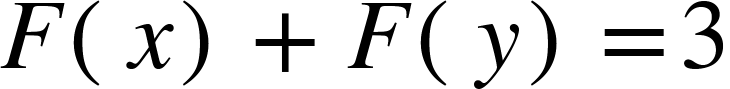 F( x) + F( y) = 3